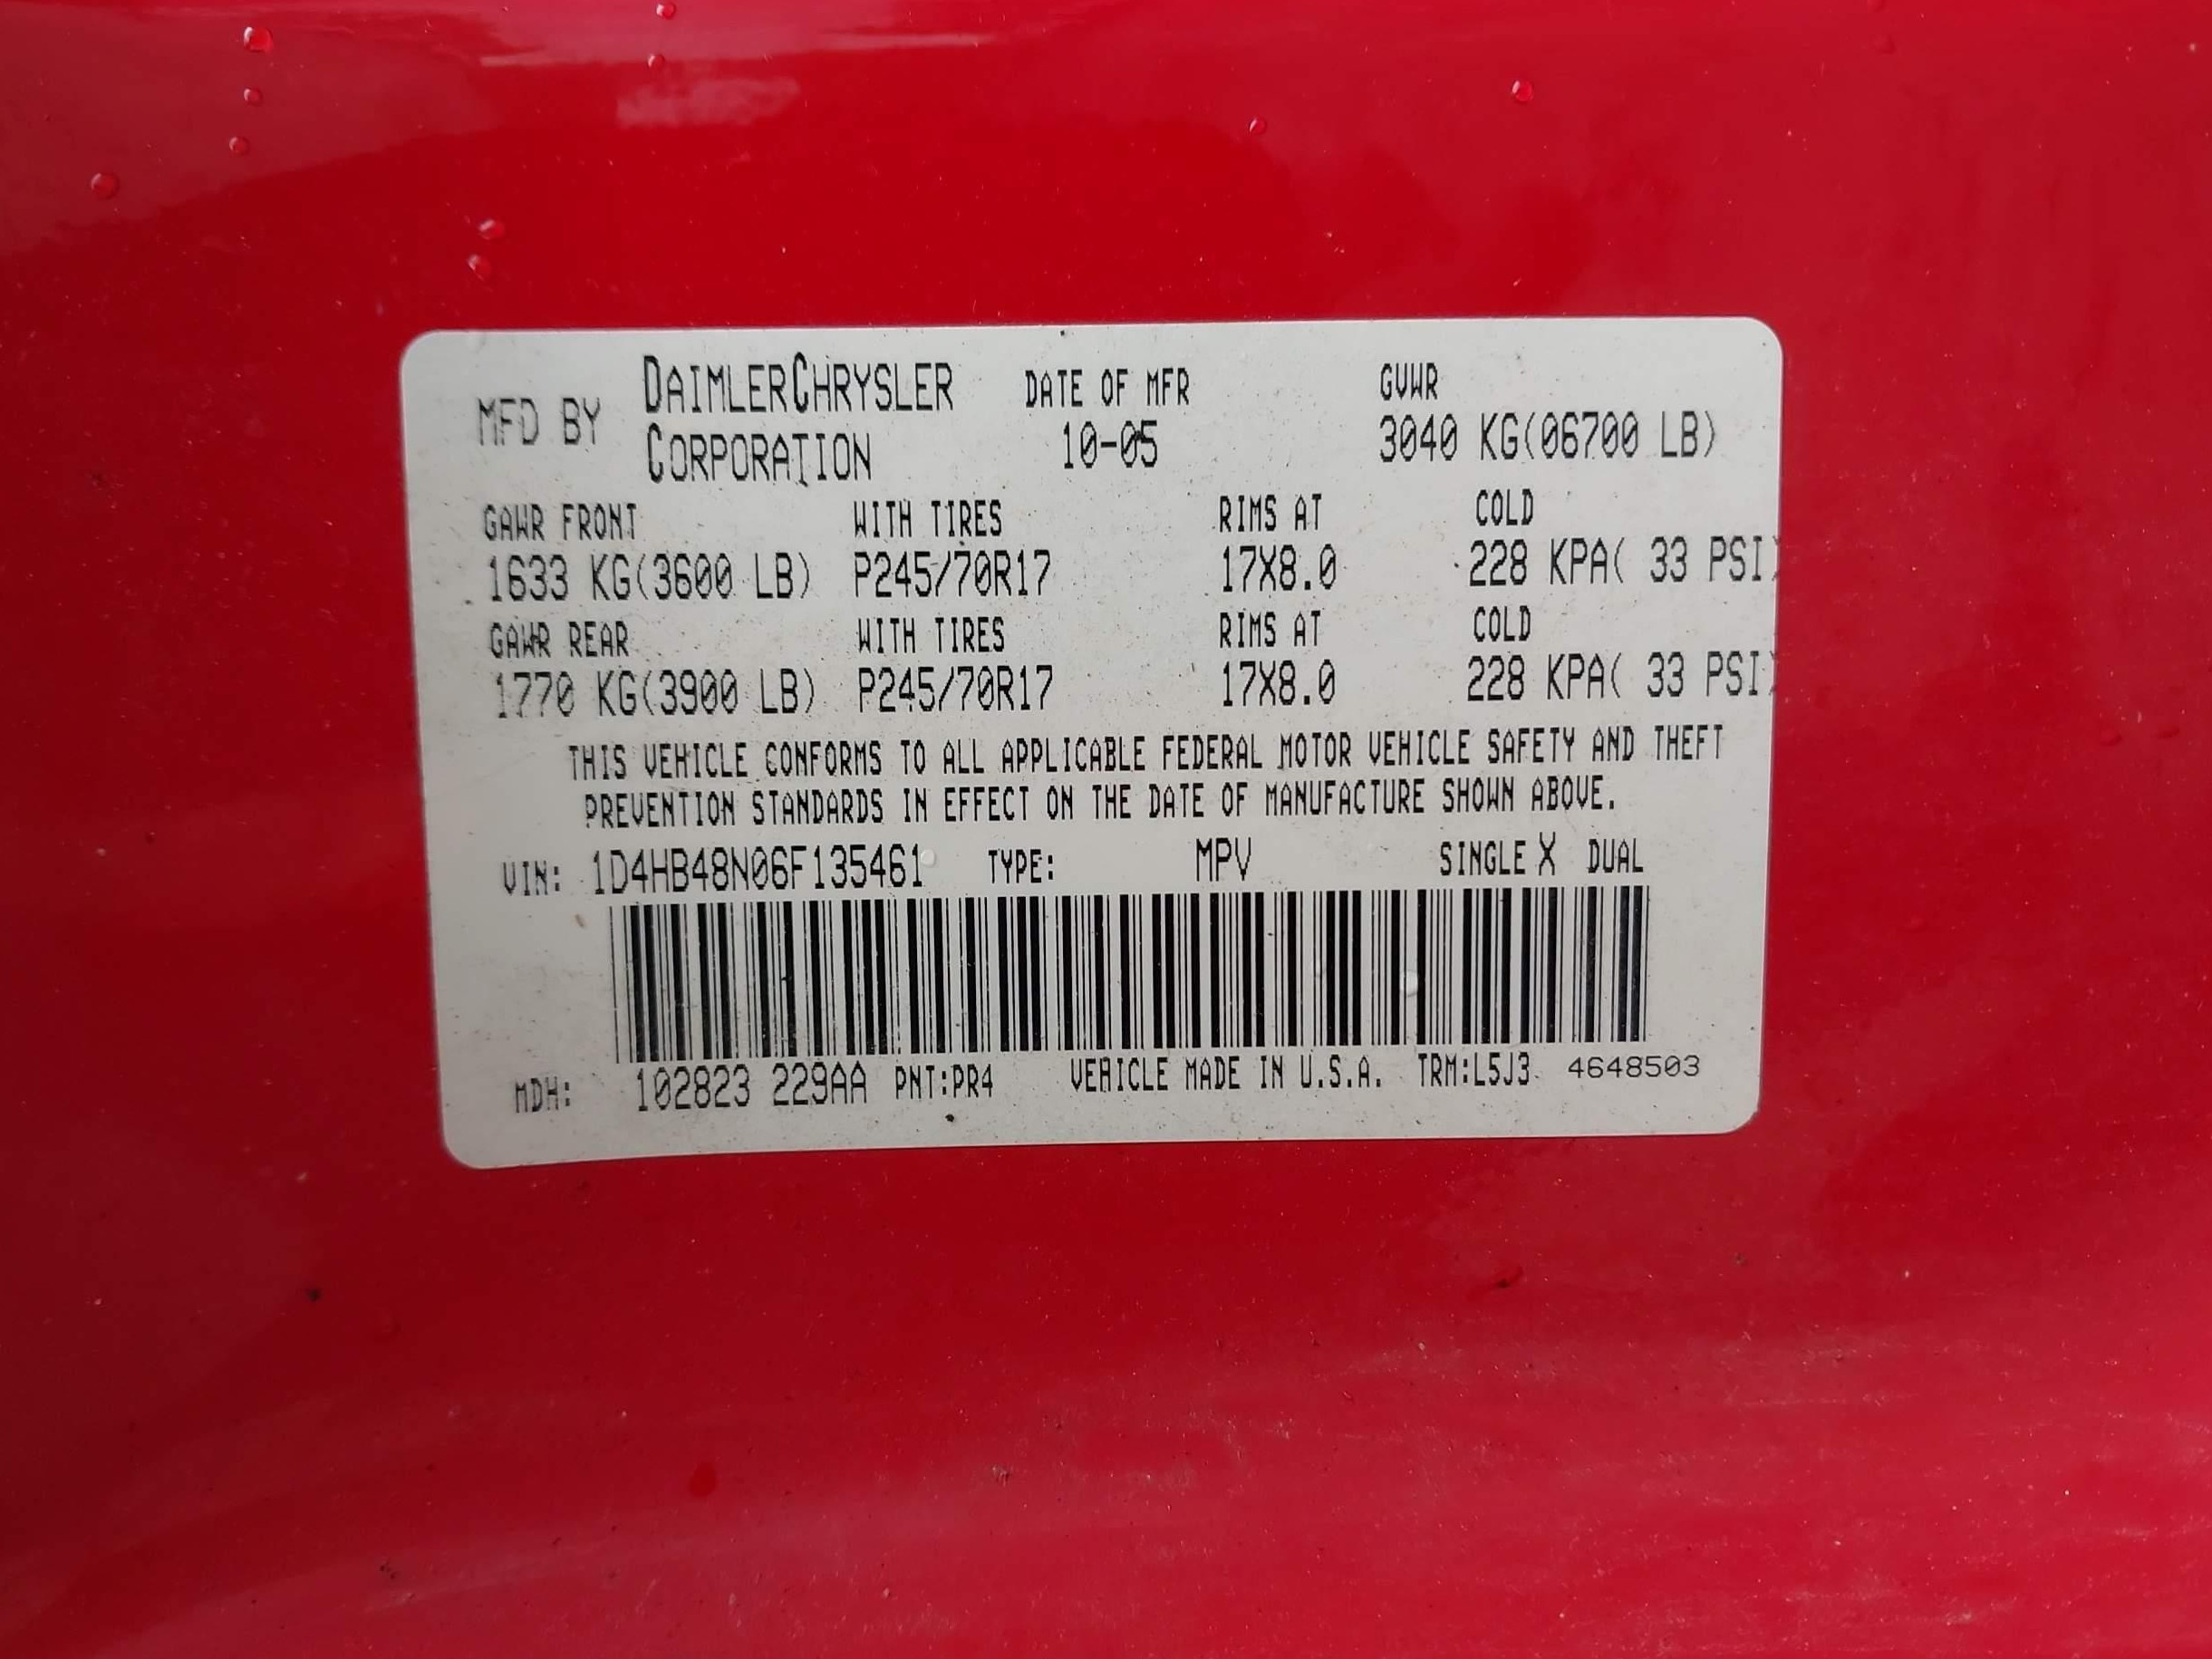 MFD BY DAIMLERCHRYSLER CORPORATION DATE OF MFR 10-05 GVWR 3040 KG(06700 LB)
GAWR FRONT WITH TIRES RIMS AT COLD
1633 KG(3600 LB) P245/70R17 17X8.0 228 KPA( 33 PSI)
GAWR REAR WITH TIRES RIMS AT COLD
1770 KG(3900 LB) P245/70R17 17X8.0 228 KPA( 33 PSI)
THIS VEHICLE CONFORMS TO ALL APPLICABLE FEDERAL MOTOR VEHICLE SAFETY AND THEFT
PREVENTION STANDARDS IN EFFECT ON THE DATE OF MANUFACTURE SHOWN ABOVE.
VIN: 1D4HB48N06F135461 TYPE: MPV SINGLE X DUAL
MDH: 102823 229AA PNT:PR4 VEHICLE MADE IN U.S.A. TRM:L5J3 4648503